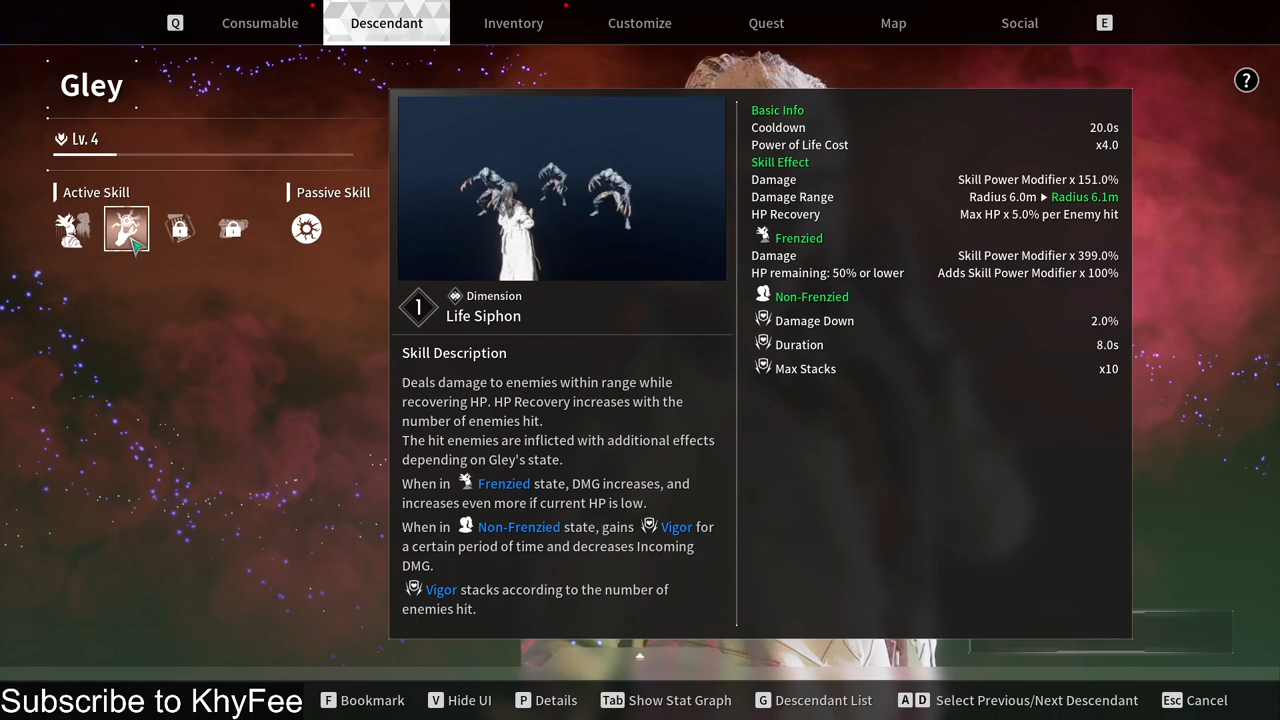 Q Consumable Descendant Inventory Customize Quest Map Social E
Gley
?
Lv. 4
Active Skill
Passive Skill
1
Dimension
Life Siphon
Skill Description
Deals damage to enemies within range while
recovering HP. HP Recovery increases with the
number of enemies hit.
The hit enemies are inflicted with additional effects
depending on Gley's state.
When in Frenzied state, DMG increases, and
increases even more if current HP is low.
When in Non-Frenzied state, gains Vigor for
a certain period of time and decreases Incoming
DMG.
Vigor stacks according to the number of
enemies hit.
Basic Info
Cooldown 20.0s
Power of Life Cost x4.0
Skill Effect
Damage Skill Power Modifier x 151.0%
Damage Range Radius 6.0m ▶ Radius 6.1m
HP Recovery Max HP x 5.0% per Enemy hit
Frenzied
Damage Skill Power Modifier x 399.0%
HP remaining: 50% or lower Adds Skill Power Modifier x 100%
Non-Frenzied
Damage Down 2.0%
Duration 8.0s
Max Stacks x10
Subscribe to KhyFee F Bookmark V Hide UI P Details Tab Show Stat Graph G Descendant List A D Select Previous/Next Descendant Esc Cancel